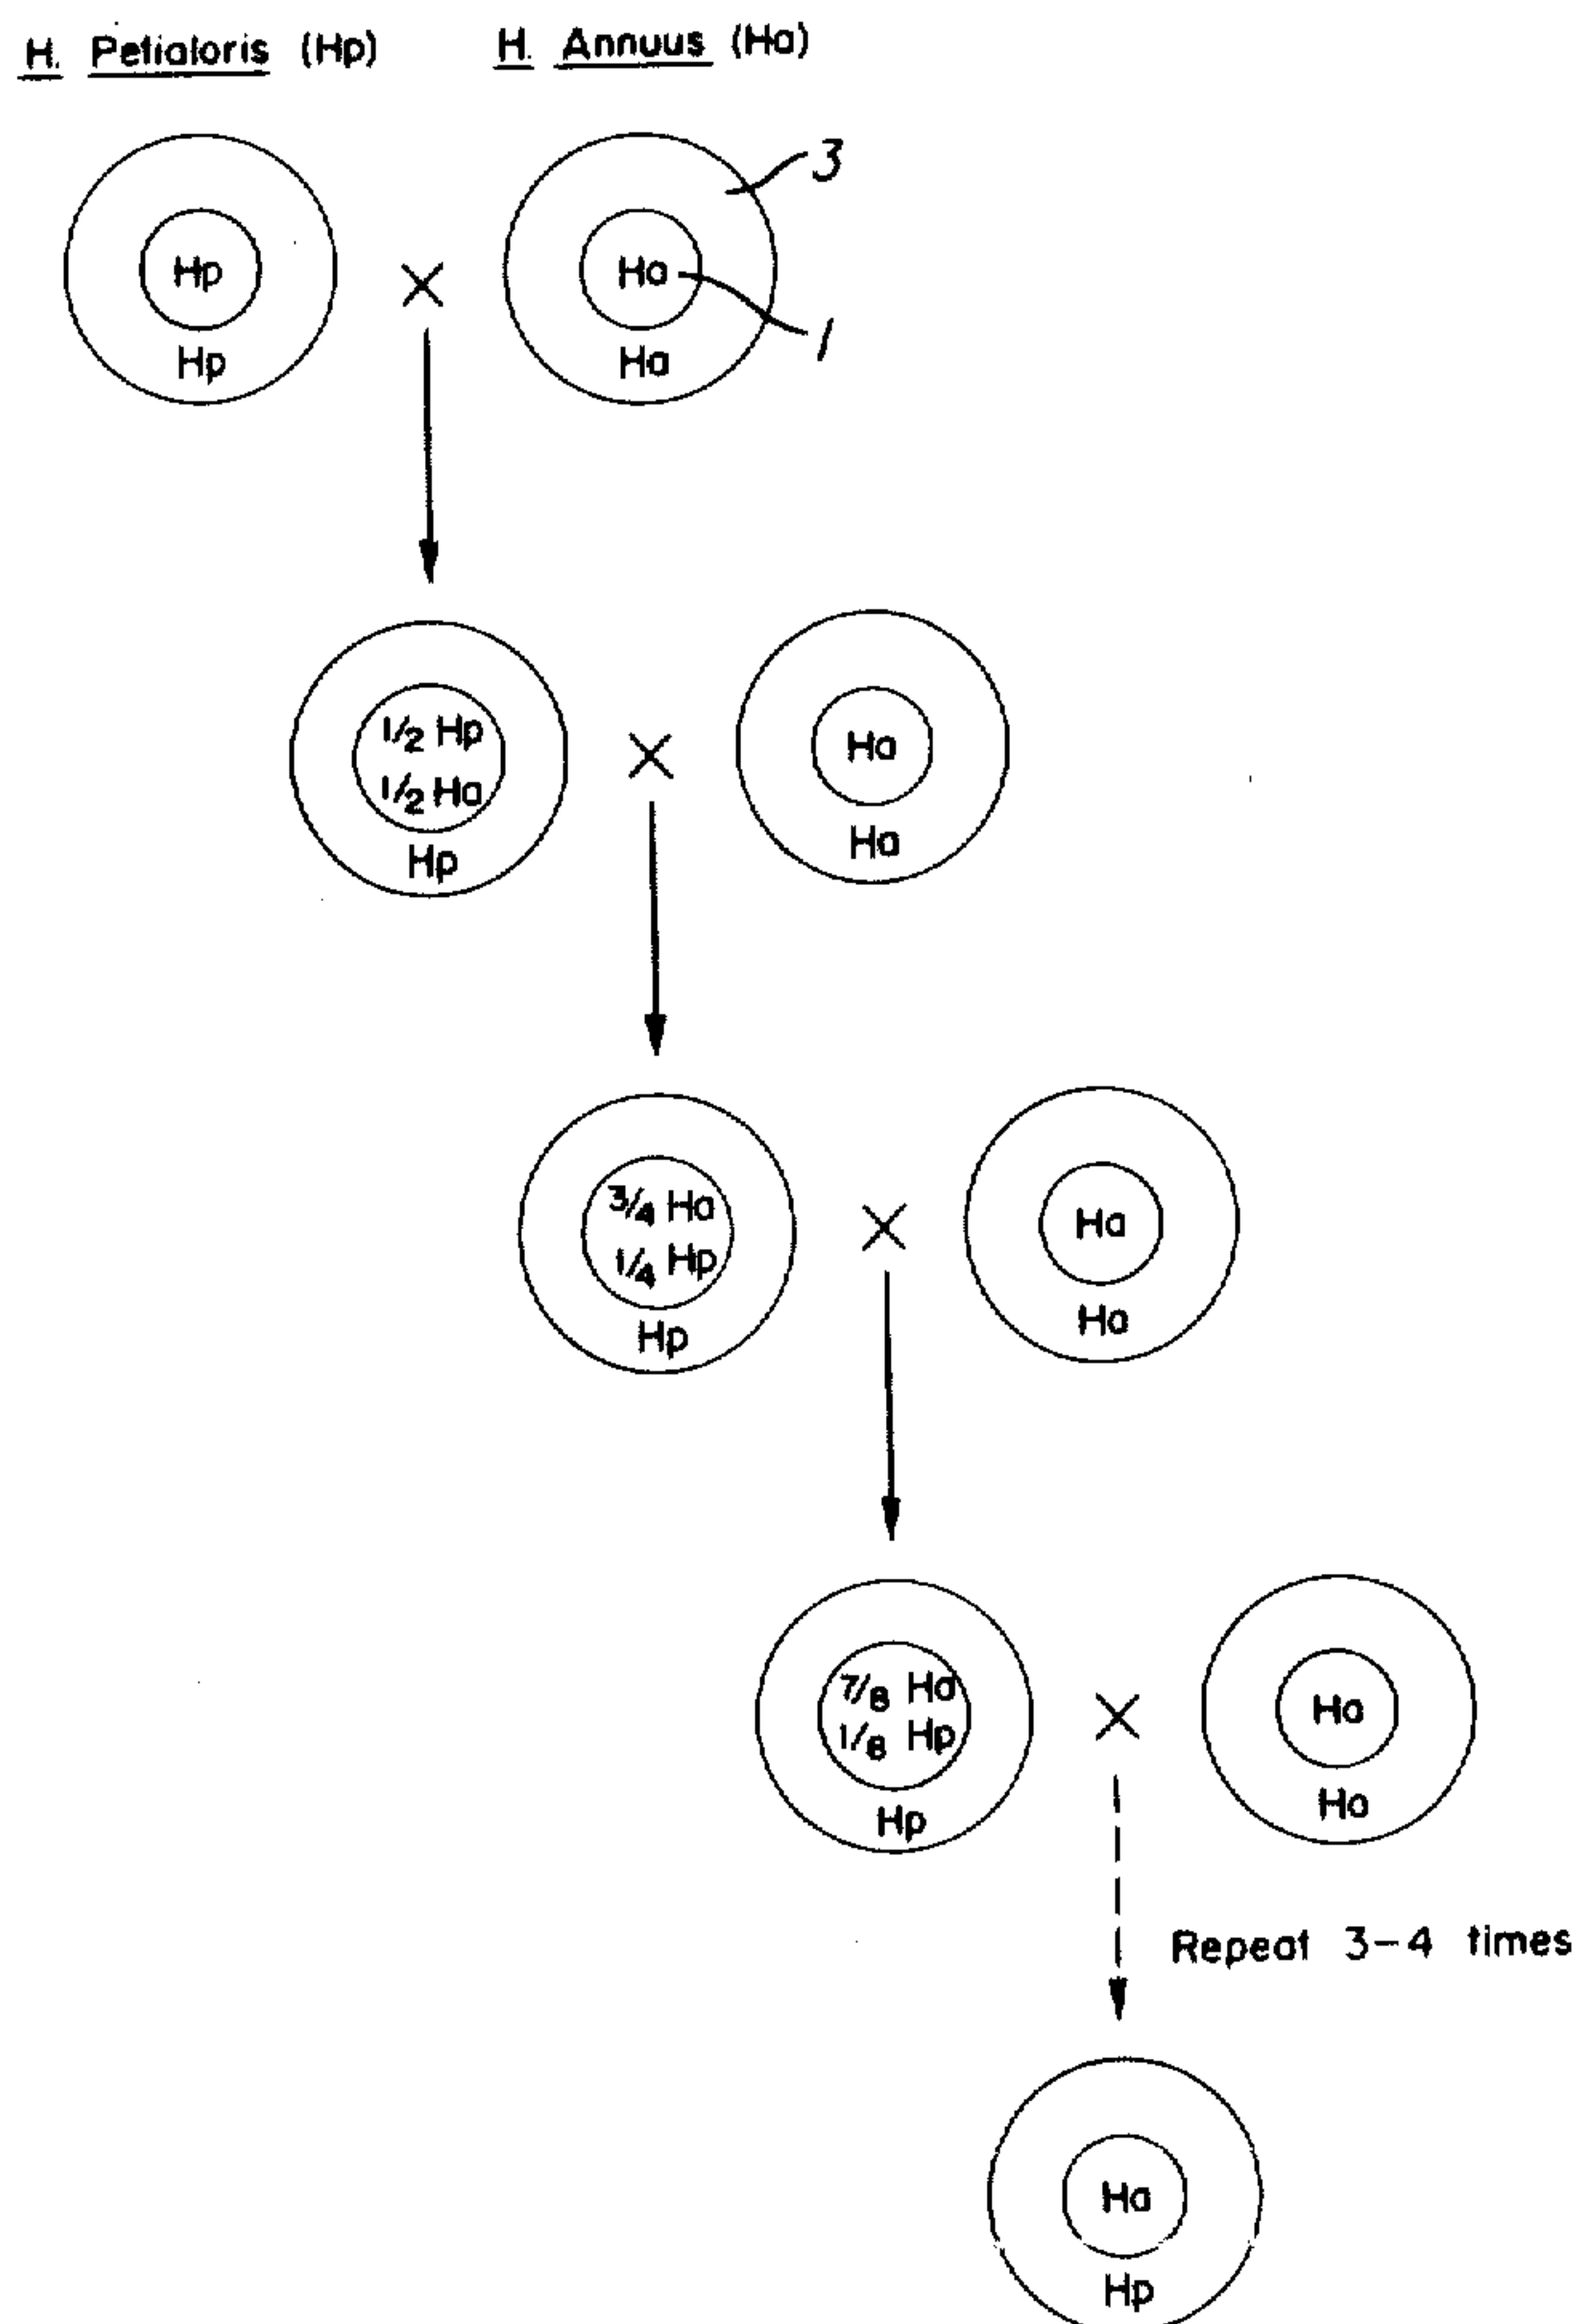 H. Petialoris (Hp) H. Annuus (Ha)
3
Hp Ha
1
Hp Ha
1/2 Hp
1/2 Ha
Ha
Hp Ha
3/4 Ha
1/4 Hp
Ha
Hp Ha
7/8 Ha
1/8 Hp
Ha
Hp Ha
Repeat 3-4 times
Ha
Hp